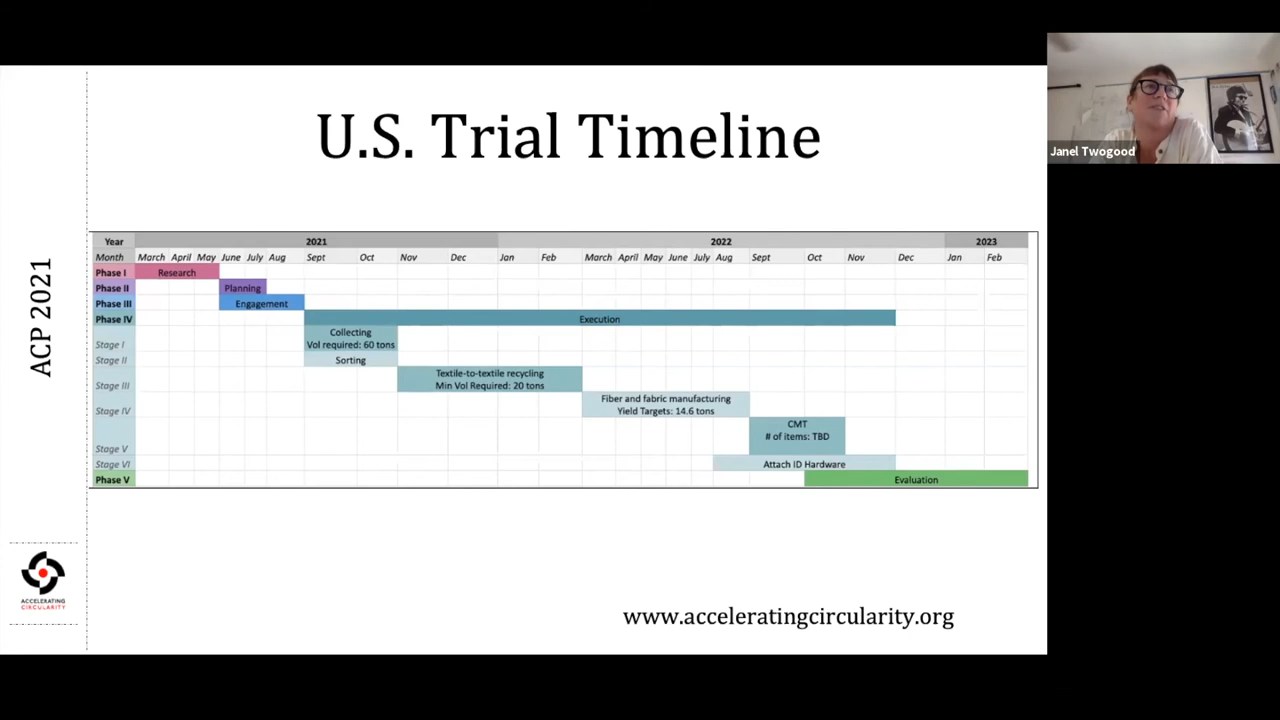 U.S. Trial Timeline
Janel Twogood
ACP 2021
Year 2021 2022 2023
Month March April May June July Aug Sept Oct Nov Dec Jan Feb March April May June July Aug Sept Oct Nov Dec Jan Feb
Phase I Research
Phase II Planning
Phase III Engagement
Phase IV Execution
Collecting
Stage I Vol required: 60 tons
Stage II Sorting
Textile-to-textile recycling
Stage III Min Vol Required: 20 tons
Fiber and fabric manufacturing
Stage IV Yield Targets: 14.6 tons
CMT
# of items: TBD
Stage V
Stage VI Attach ID Hardware
Phase V Evaluation
ACCELERATING
CIRCULARITY
www.acceleratingcircularity.org